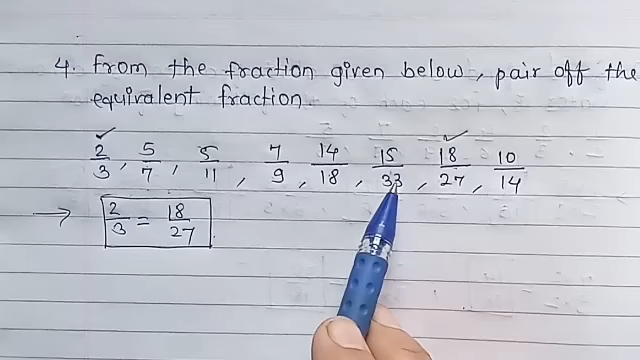 4. From the fraction given below, pair off the
equivalent fraction
2/3, 5/7, 5/11, 7/9, 14/18, 15/33, 18/27, 10/14
→ 2/3 = 18/27